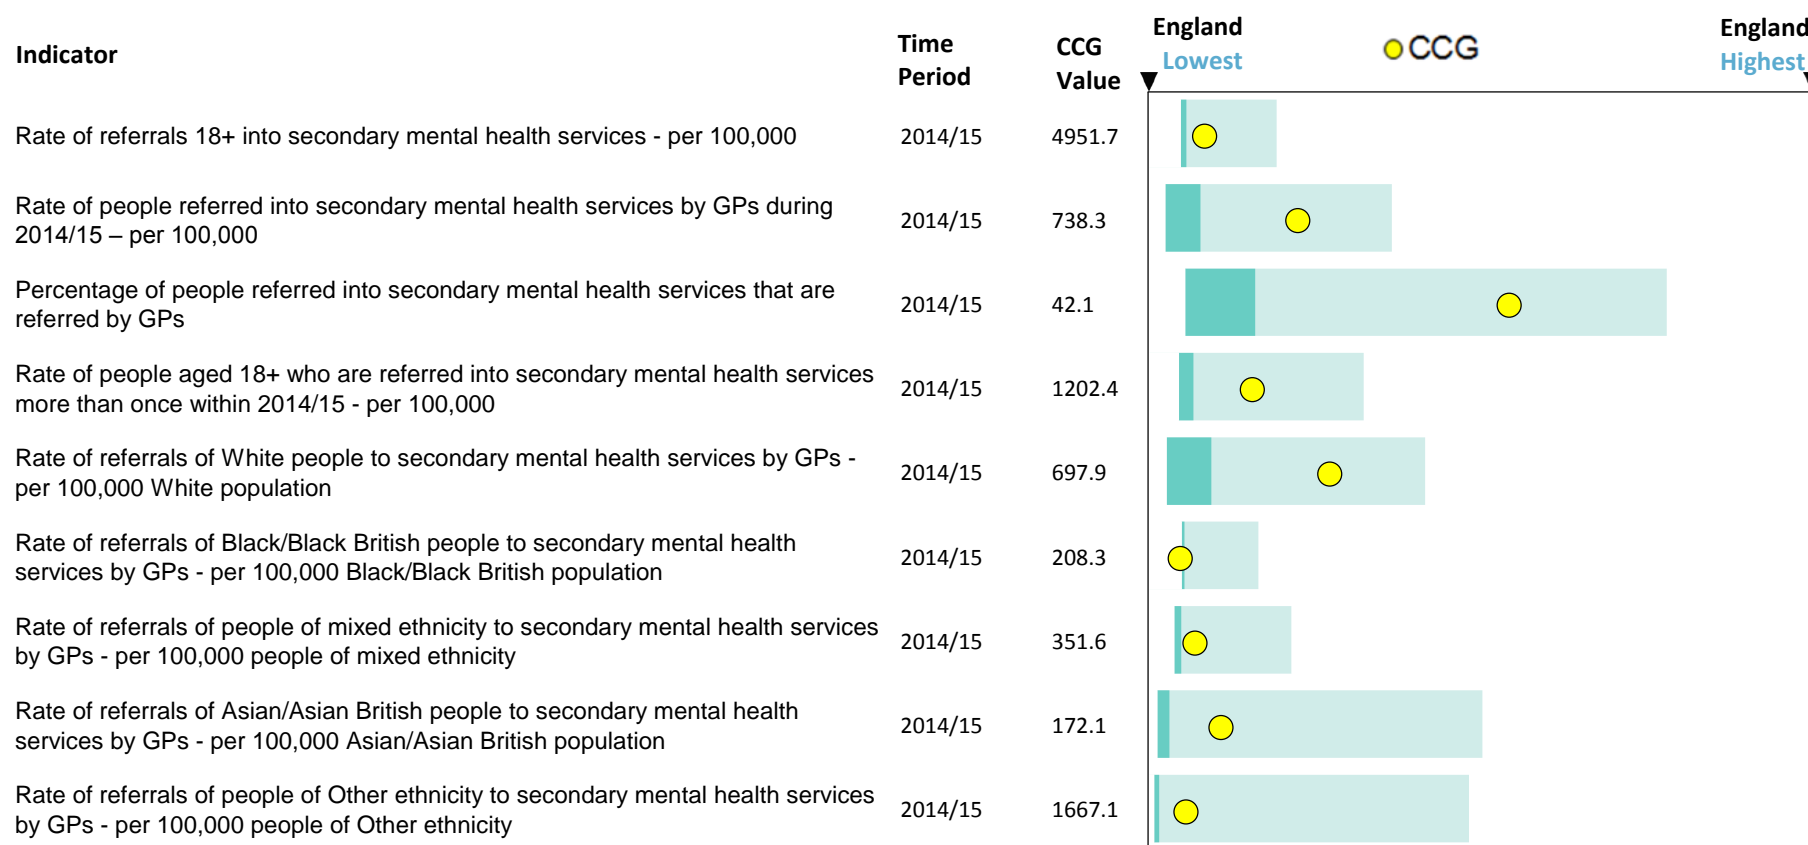 Indicator
Time Period
CCG Value
England Lowest
CCG
England Highest
Rate of referrals 18+ into secondary mental health services - per 100,000
2014/15
4951.7
Rate of people referred into secondary mental health services by GPs during
2014/15 – per 100,000
2014/15
738.3
Percentage of people referred into secondary mental health services that are
referred by GPs
2014/15
42.1
Rate of people aged 18+ who are referred into secondary mental health services
more than once within 2014/15 - per 100,000
2014/15
1202.4
Rate of referrals of White people to secondary mental health services by GPs -
per 100,000 White population
2014/15
697.9
Rate of referrals of Black/Black British people to secondary mental health
services by GPs - per 100,000 Black/Black British population
2014/15
208.3
Rate of referrals of people of mixed ethnicity to secondary mental health services
by GPs - per 100,000 people of mixed ethnicity
2014/15
351.6
Rate of referrals of Asian/Asian British people to secondary mental health
services by GPs - per 100,000 Asian/Asian British population
2014/15
172.1
Rate of referrals of people of Other ethnicity to secondary mental health services
by GPs - per 100,000 people of Other ethnicity
2014/15
1667.1